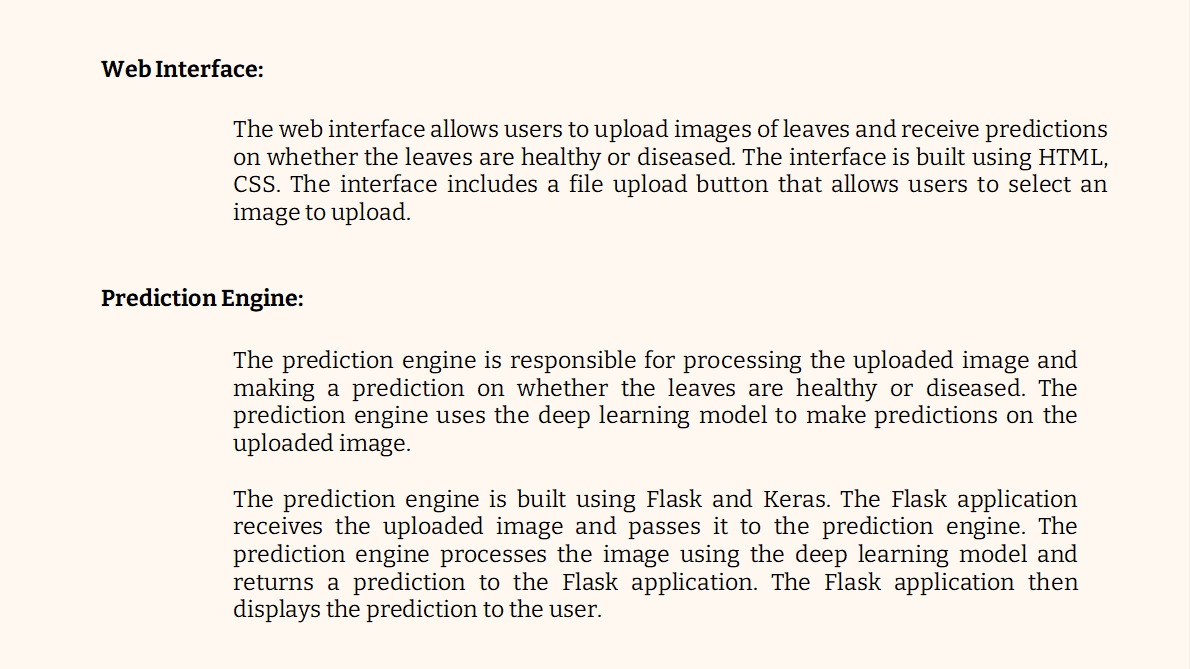 Web Interface:
The web interface allows users to upload images of leaves and receive predictions
on whether the leaves are healthy or diseased. The interface is built using HTML,
CSS. The interface includes a file upload button that allows users to select an
image to upload.
Prediction Engine:
The prediction engine is responsible for processing the uploaded image and
making a prediction on whether the leaves are healthy or diseased. The
prediction engine uses the deep learning model to make predictions on the
uploaded image.
The prediction engine is built using Flask and Keras. The Flask application
receives the uploaded image and passes it to the prediction engine. The
prediction engine processes the image using the deep learning model and
returns a prediction to the Flask application. The Flask application then
displays the prediction to the user.